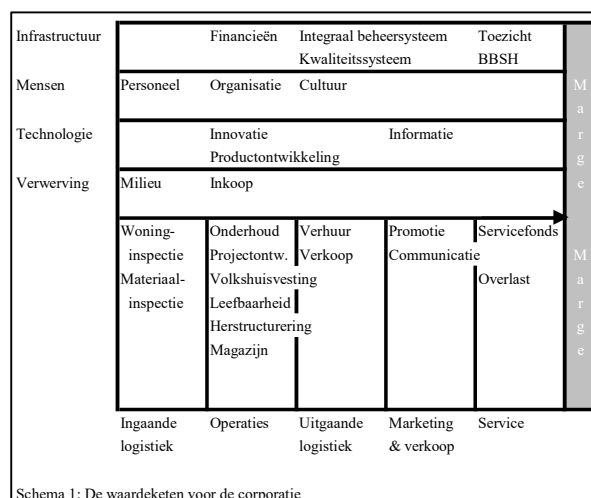 Infrastructuur Financieën Integraal beheersysteem Toezicht
Kwaliteitssysteem BBSH
Mensen Personeel Organisatie Cultuur
Technologie Innovatie Informatie
Productontwikkeling
Verwerving Milieu Inkoop
Marge
Woning- Onderhoud Verhuur Promotie Servicefonds
inspectie Projectontw. Verkoop Communicatie
Materiaal- Volkshuisvesting Overlast
inspectie Leefbaarheid
Herstructurering
Magazijn
Marge
Ingaande Operaties Uitgaande Marketing Service
logistiek logistiek & verkoop
Schema 1: De waardeketen voor de corporatie